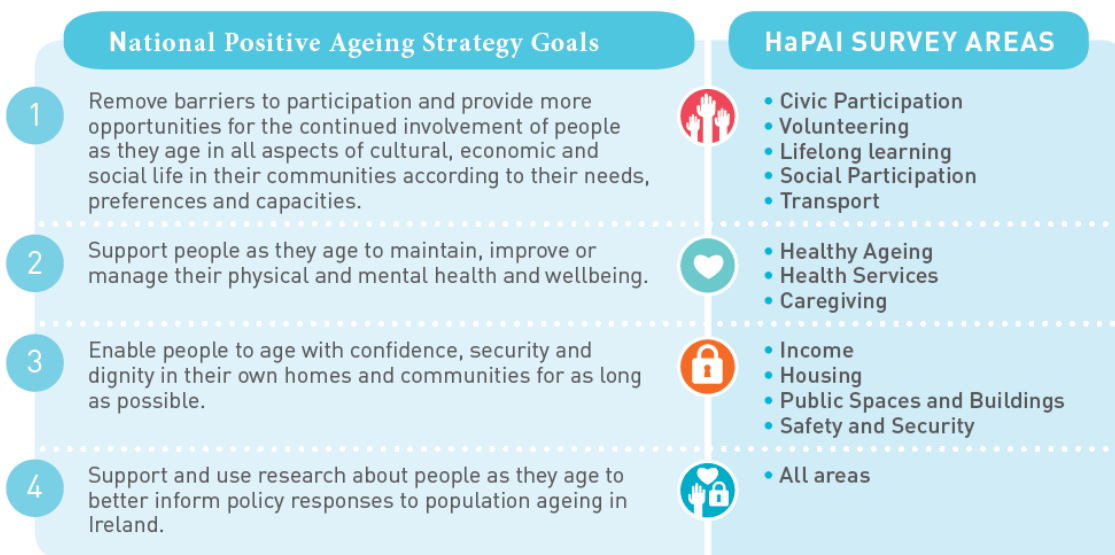 National Positive Ageing Strategy Goals
HaPAI SURVEY AREAS
1
Remove barriers to participation and provide more
opportunities for the continued involvement of people
as they age in all aspects of cultural, economic and
social life in their communities according to their needs,
preferences and capacities.
• Civic Participation
• Volunteering
• Lifelong learning
• Social Participation
• Transport
2
Support people as they age to maintain, improve or
manage their physical and mental health and wellbeing.
• Healthy Ageing
• Health Services
• Caregiving
3
Enable people to age with confidence, security and
dignity in their own homes and communities for as long
as possible.
• Income
• Housing
• Public Spaces and Buildings
• Safety and Security
4
Support and use research about people as they age to
better inform policy responses to population ageing in
Ireland.
• All areas